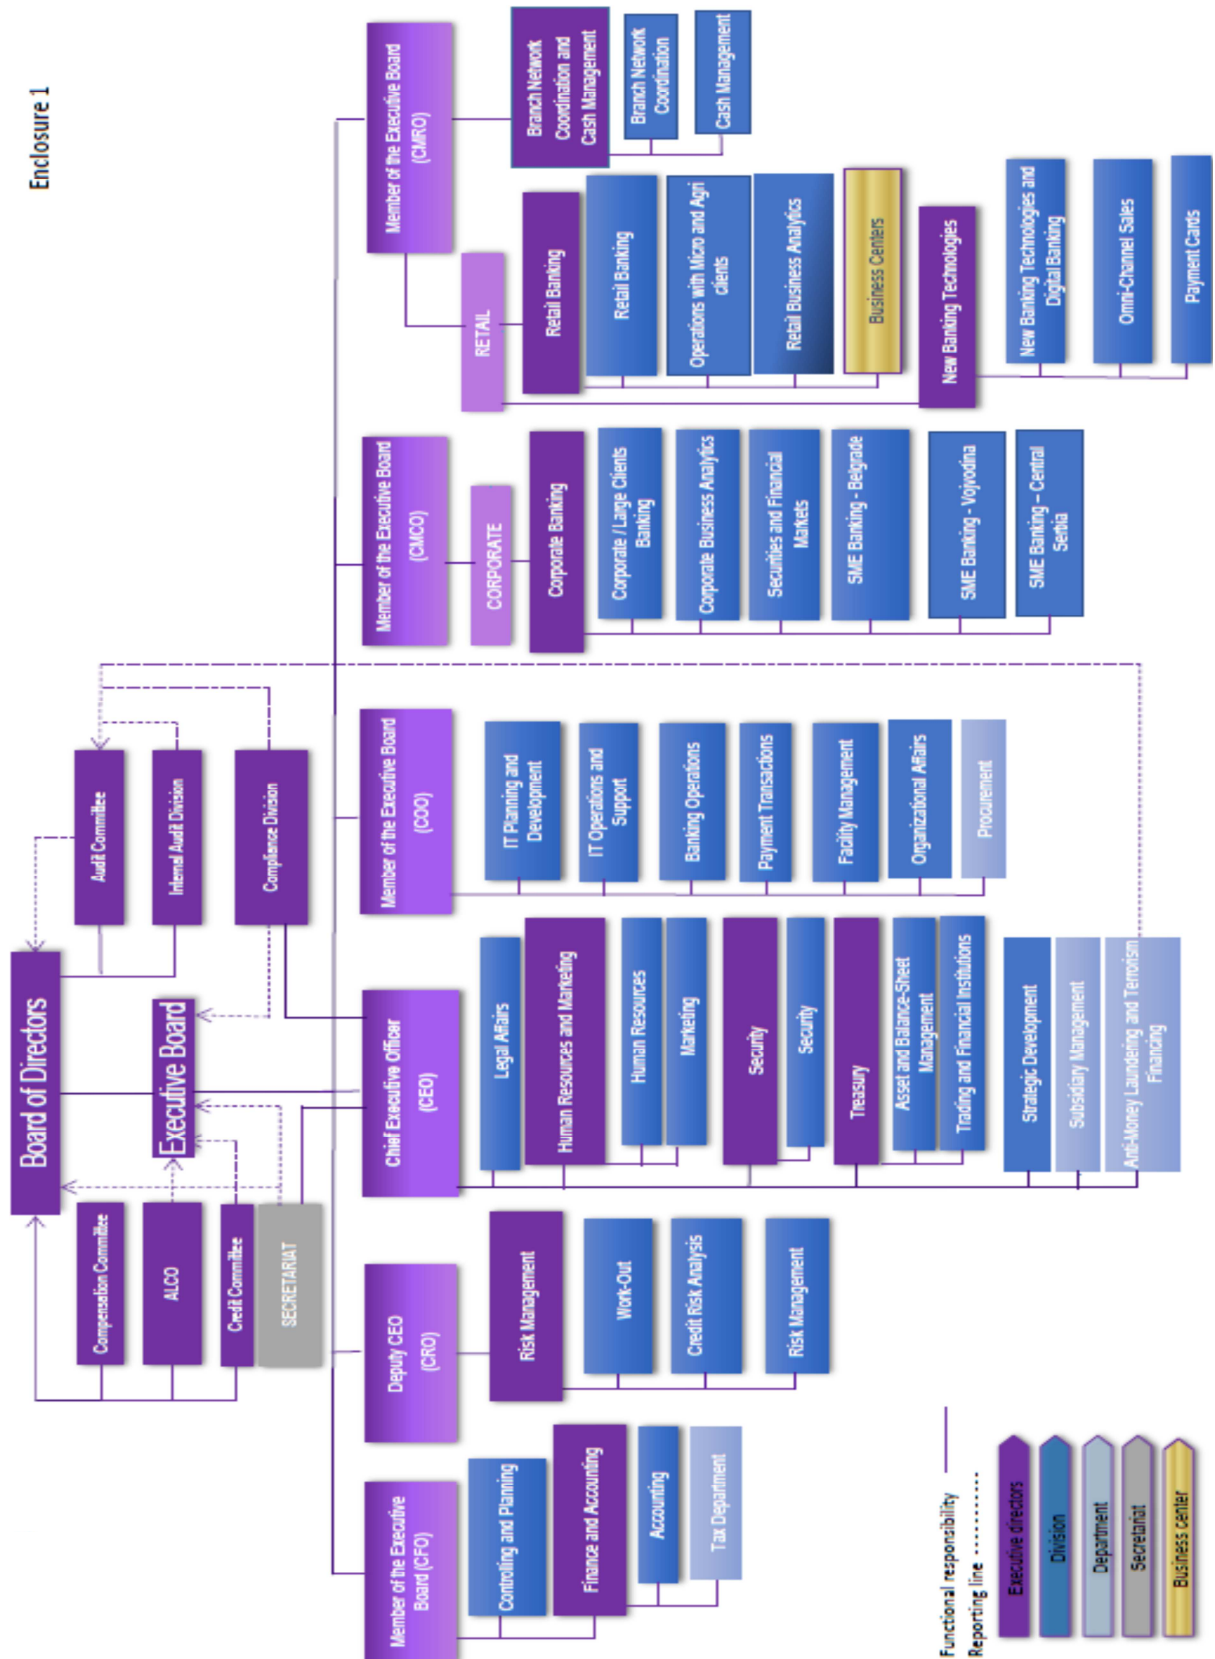 Enclosure 1
Board of Directors
Compensation Committee
ALCO
Credit Committee
SECRETARIAT
Executive Board
Audit Committee
Internal Audit Division
Compliance Division
Member of the Executive
Board (CFO)
Controlling and Planning
Finance and Accounting
Accounting
Tax Department
Deputy CEO
(CRO)
Risk Management
Work-Out
Credit Risk Analysis
Risk Management
Chief Executive Officer
(CEO)
Legal Affairs
Human Resources and Marketing
Human Resources
Marketing
Security
Security
Treasury
Asset and Balance-Sheet
Management
Trading and Financial Institutions
Strategic Development
Subsidiary Management
Anti-Money Laundering and Terrorism
Financing
Member of the Executive Board
(COO)
IT Planning and
Development
IT Operations and
Support
Banking Operations
Payment Transactions
Facility Management
Organizational Affairs
Procurement
Member of the Executive Board
(CMCO)
CORPORATE
Corporate Banking
Corporate / Large Clients
Banking
Corporate Business Analytics
Securities and Financial
Markets
SME Banking - Belgrade
SME Banking - Vojvodina
SME Banking – Central
Serbia
Member of the Executive Board
(CMRO)
RETAIL
Retail Banking
Retail Banking
Operations with Micro and Agri
clients
Retail Business Analytics
Business Centers
New Banking Technologies
New Banking Technologies and
Digital Banking
Omni-Channel Sales
Payment Cards
Branch Network
Coordination and
Cash Management
Branch Network
Coordination
Cash Management
Functional responsibility
Reporting line
Executive directors
Division
Department
Secretariat
Business center